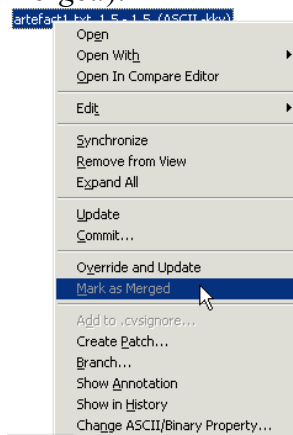 artefact1.txt 1.5 - 1.5 (ASCII -kkv)
Open
Open With
Open In Compare Editor
Edit
Synchronize
Remove from View
Expand All
Update
Commit...
Override and Update
Mark as Merged
Add to .cvsignore...
Create Patch...
Branch...
Show Annotation
Show in History
Change ASCII/Binary Property...